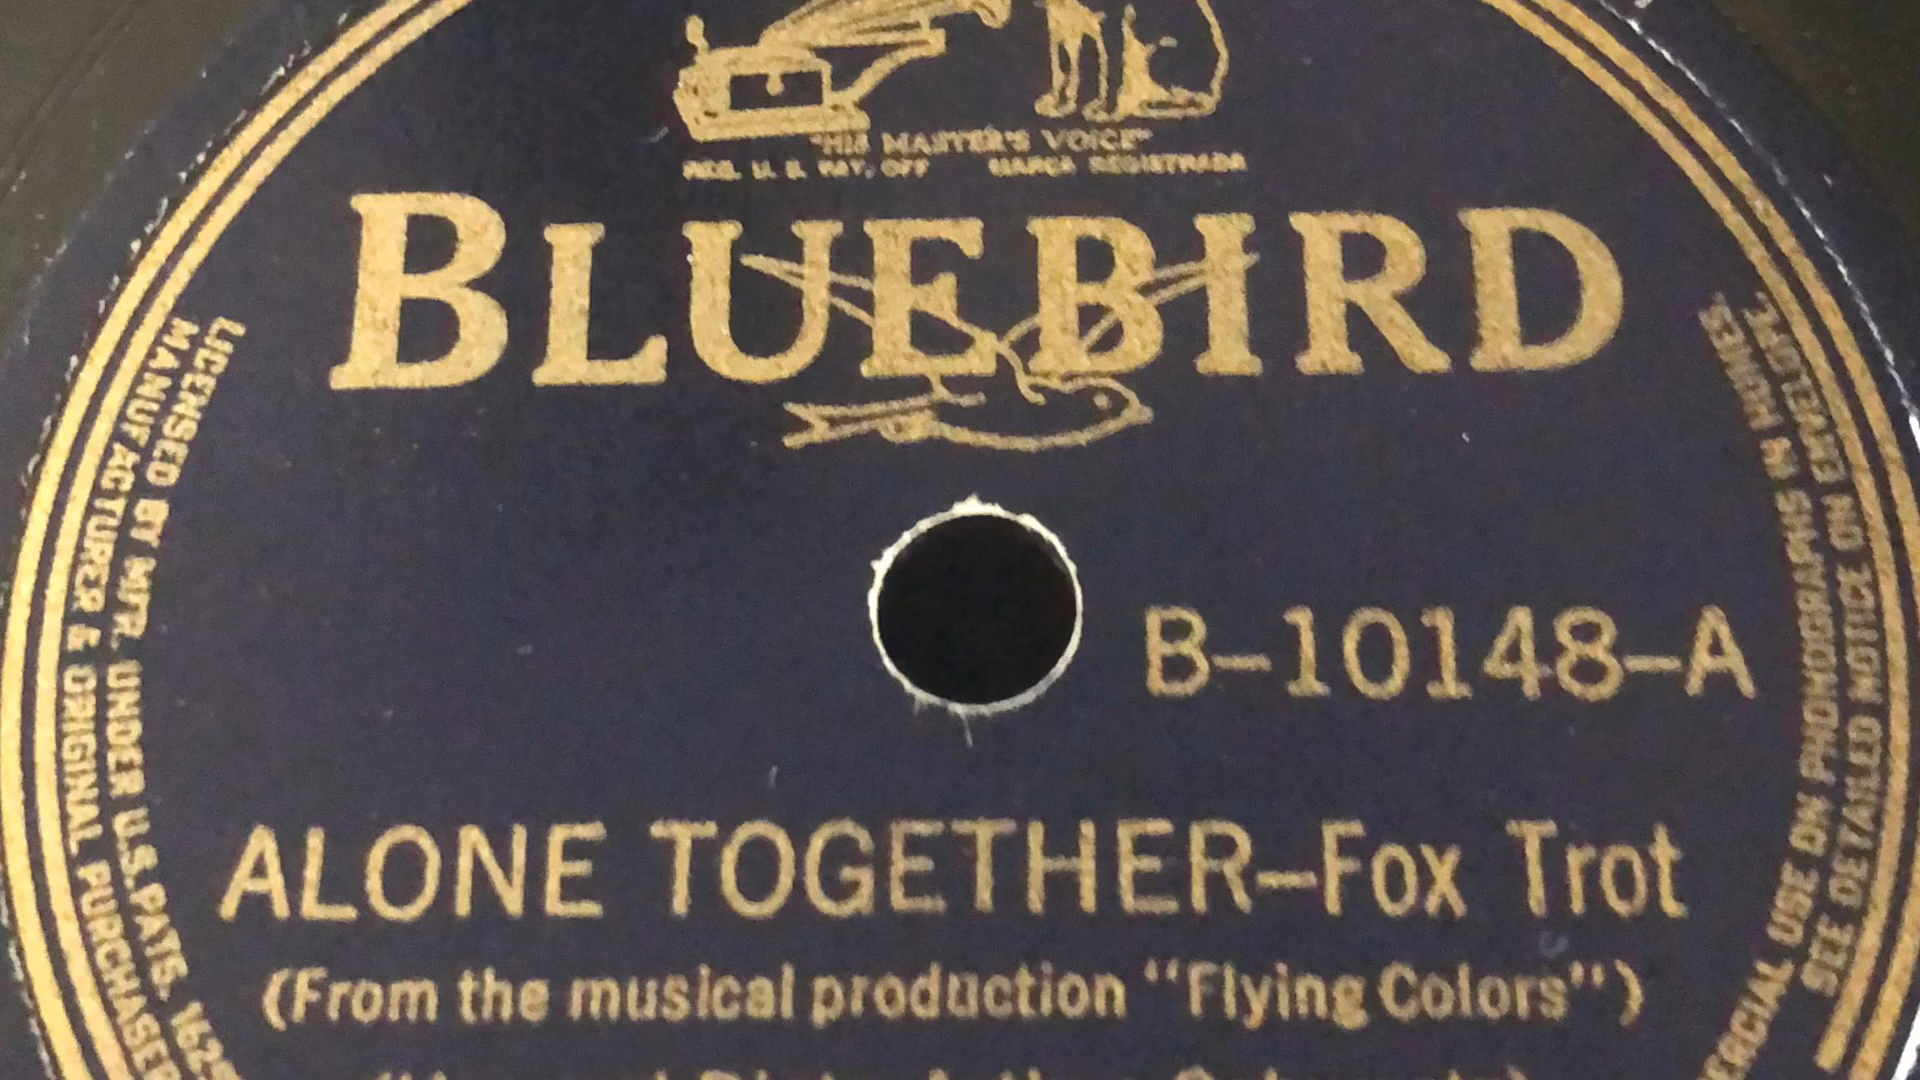 "HIS MASTER'S VOICE"
REG. U. S. PAT. OFF MARCA REGISTRADA
BLUEBIRD
LICENSED BY MFR. UNDER U.S.PATS. 1625
MANUFACTURER & ORIGINAL PURCHASER
ERCIAL USE ON PHONOGRAPHS IN HOMES.
SEE DETAILED NOTICE ON ENVELOPE.
B-10148-A
ALONE TOGETHER-Fox Trot
(From the musical production "Flying Colors")